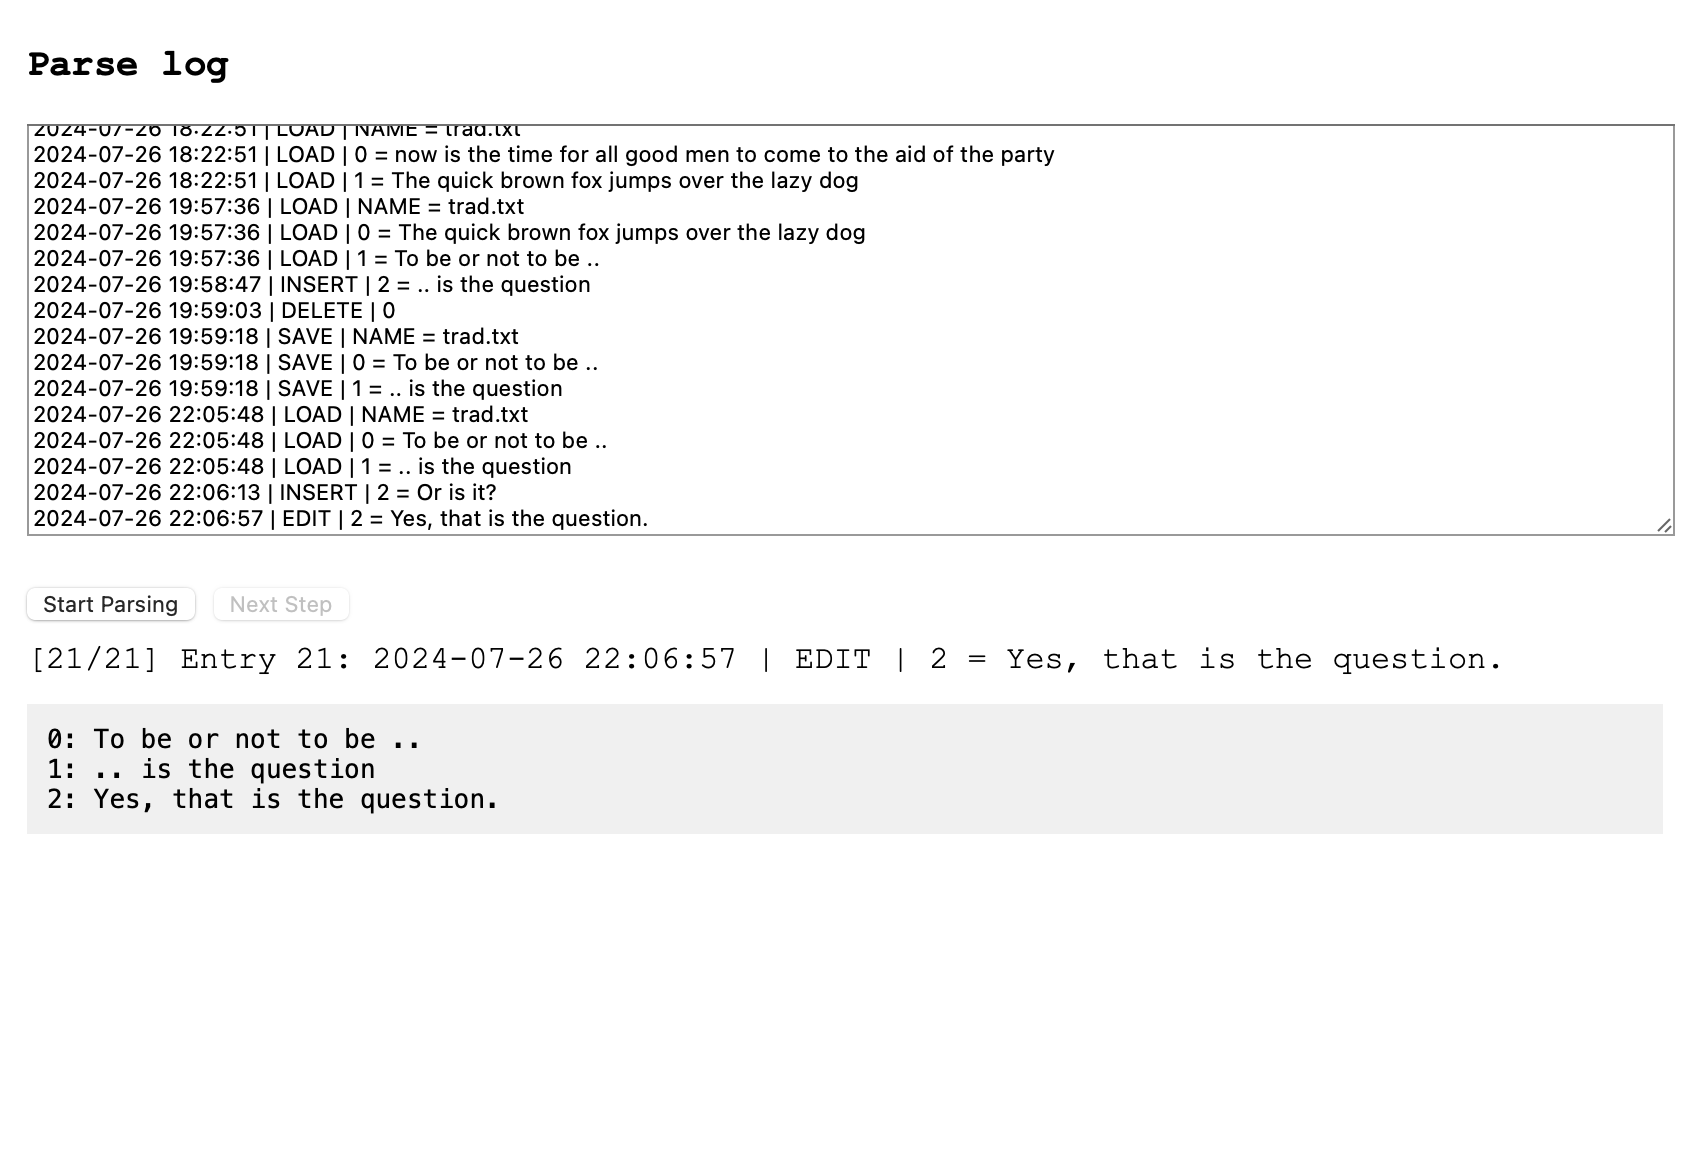 Parse log
2024-07-26 18:22:51 | LOAD | NAME = trad.txt
2024-07-26 18:22:51 | LOAD | 0 = now is the time for all good men to come to the aid of the party
2024-07-26 18:22:51 | LOAD | 1 = The quick brown fox jumps over the lazy dog
2024-07-26 19:57:36 | LOAD | NAME = trad.txt
2024-07-26 19:57:36 | LOAD | 0 = The quick brown fox jumps over the lazy dog
2024-07-26 19:57:36 | LOAD | 1 = To be or not to be ..
2024-07-26 19:58:47 | INSERT | 2 = .. is the question
2024-07-26 19:59:03 | DELETE | 0
2024-07-26 19:59:18 | SAVE | NAME = trad.txt
2024-07-26 19:59:18 | SAVE | 0 = To be or not to be ..
2024-07-26 19:59:18 | SAVE | 1 = .. is the question
2024-07-26 22:05:48 | LOAD | NAME = trad.txt
2024-07-26 22:05:48 | LOAD | 0 = To be or not to be ..
2024-07-26 22:05:48 | LOAD | 1 = .. is the question
2024-07-26 22:06:13 | INSERT | 2 = Or is it?
2024-07-26 22:06:57 | EDIT | 2 = Yes, that is the question.
Start Parsing Next Step
[21/21] Entry 21: 2024-07-26 22:06:57 | EDIT | 2 = Yes, that is the question.
0: To be or not to be ..
1: .. is the question
2: Yes, that is the question.